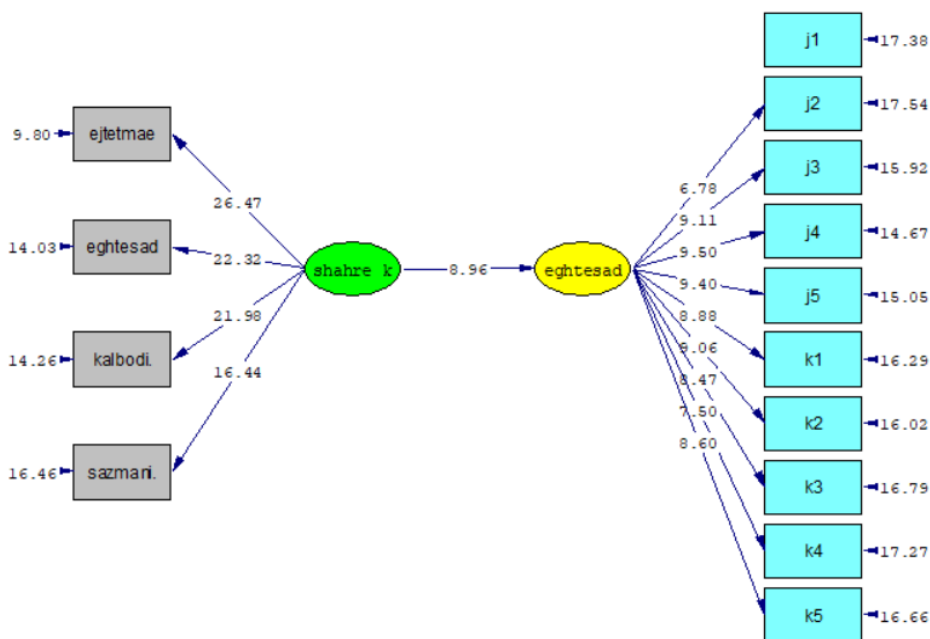 j1
17.38
j2
17.54
9.80
ejtetmae
j3
15.92
6.78
26.47
9.11
j4
14.67
14.03
eghtesad
22.32
9.50
shahre k
8.96
eghtesad
9.40
j5
15.05
21.98
8.88
14.26
kalbodi.
9.06
k1
16.29
16.44
8.47
7.50
k2
16.02
8.60
16.46
sazmani.
k3
16.79
k4
17.27
k5
16.66